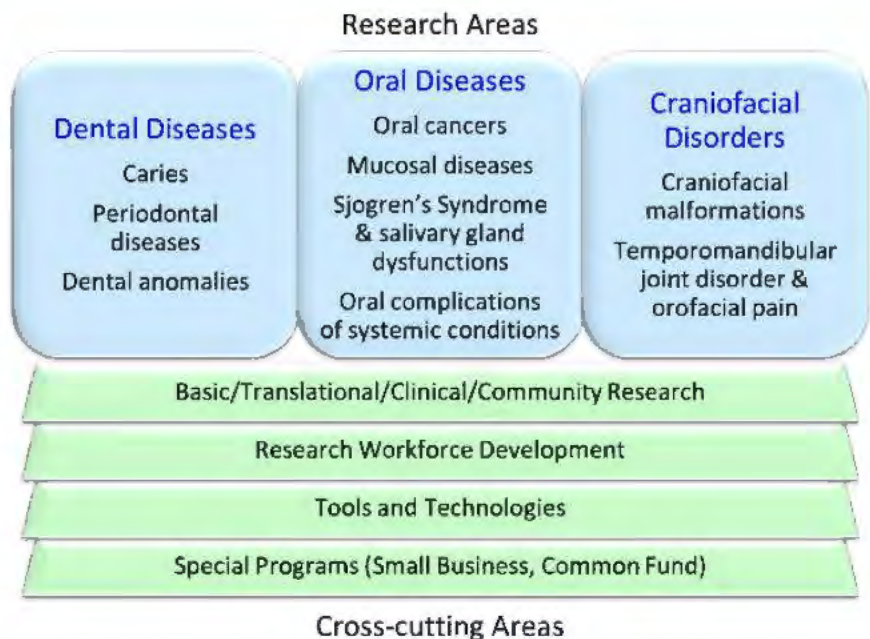 Research Areas
Dental Diseases
Caries
Periodontal
diseases
Dental anomalies
Oral Diseases
Oral cancers
Mucosal diseases
Sjogren's Syndrome
& salivary gland
dysfunctions
Oral complications
of systemic conditions
Craniofacial
Disorders
Craniofacial
malformations
Temporomandibular
joint disorder &
orofacial pain
Basic/Translational/Clinical/Community Research
Research Workforce Development
Tools and Technologies
Special Programs (Small Business, Common Fund)
Cross-cutting Areas